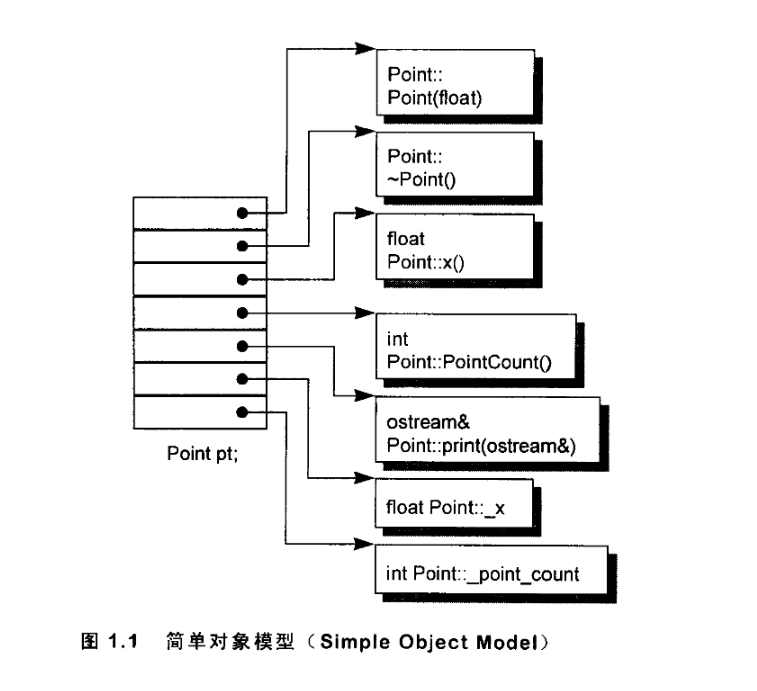 Point::
Point(float)
Point::
~Point()
float
Point::x()
int
Point::PointCount()
ostream&
Point::print(ostream&)
Point pt;
float Point::_x
int Point::_point_count
图 1.1 简单对象模型（Simple Object Model）